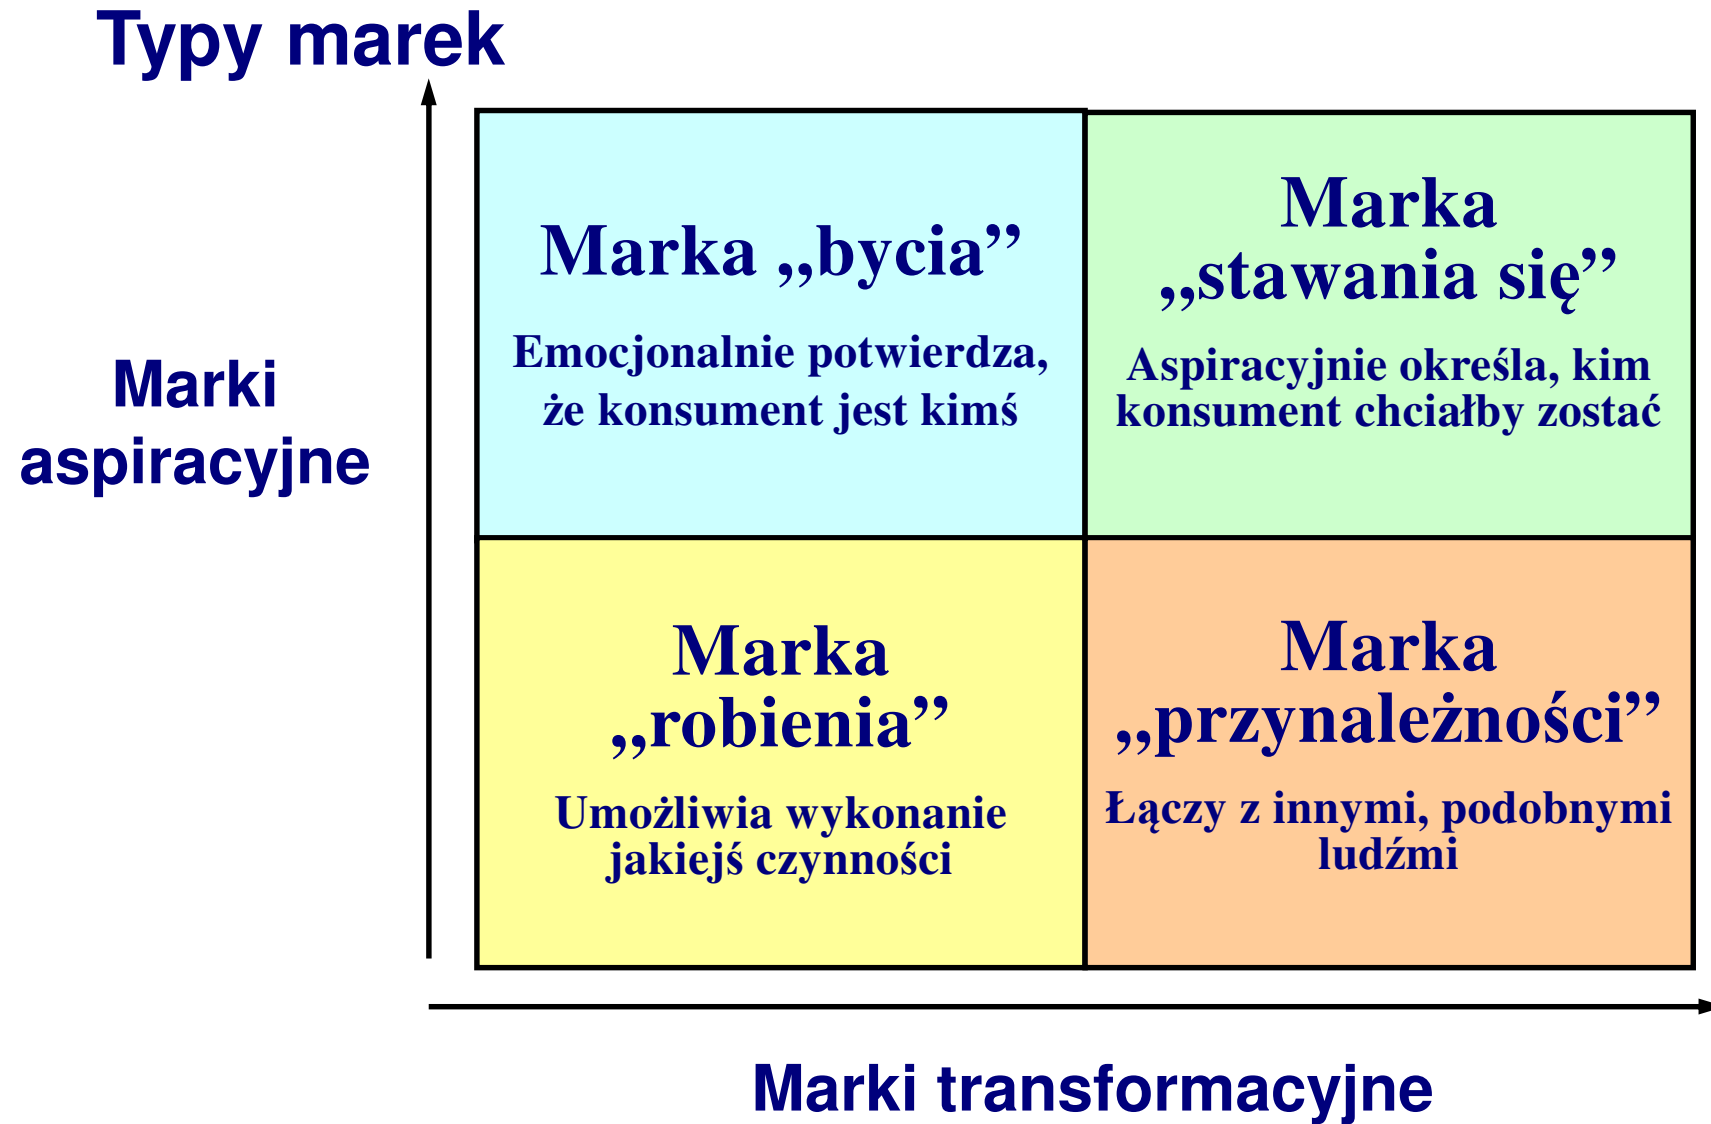 Typy marek
Marki
aspiracyjne
Marka „bycia”
Emocjonalnie potwierdza,
że konsument jest kimś
Marka
„stawania się”
Aspiracyjnie określa, kim
konsument chciałby zostać
Marka
„robienia”
Umożliwia wykonanie
jakiejś czynności
Marka
„przynależności”
Łączy z innymi, podobnymi
ludźmi
Marki transformacyjne